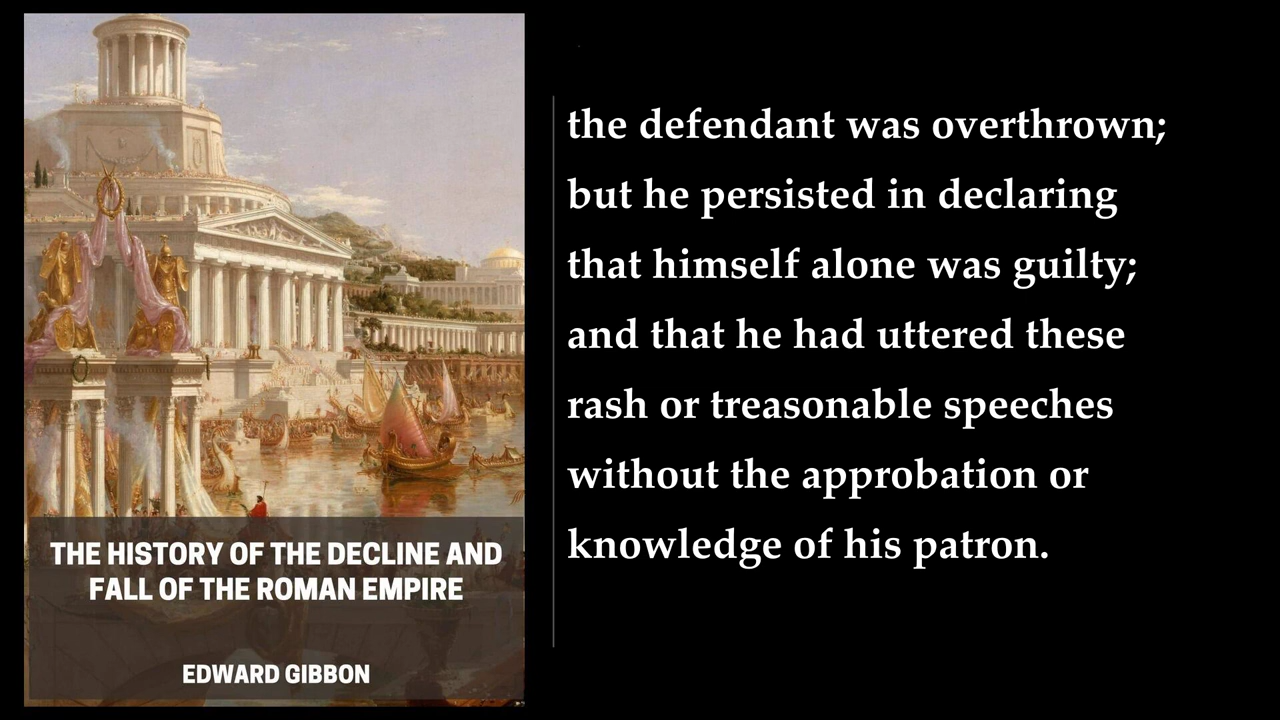 THE HISTORY OF THE DECLINE AND
FALL OF THE ROMAN EMPIRE
EDWARD GIBBON
the defendant was overthrown;
but he persisted in declaring
that himself alone was guilty;
and that he had uttered these
rash or treasonable speeches
without the approbation or
knowledge of his patron.